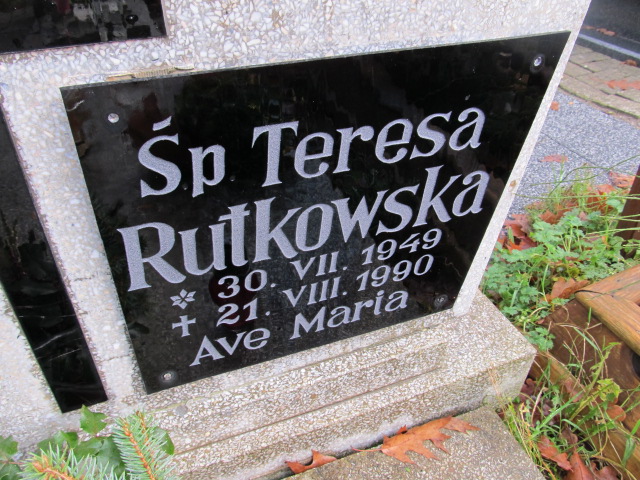 Śp. Teresa
Rutkowska
30. VII. 1949
✝ 21. VIII. 1990
Ave Maria